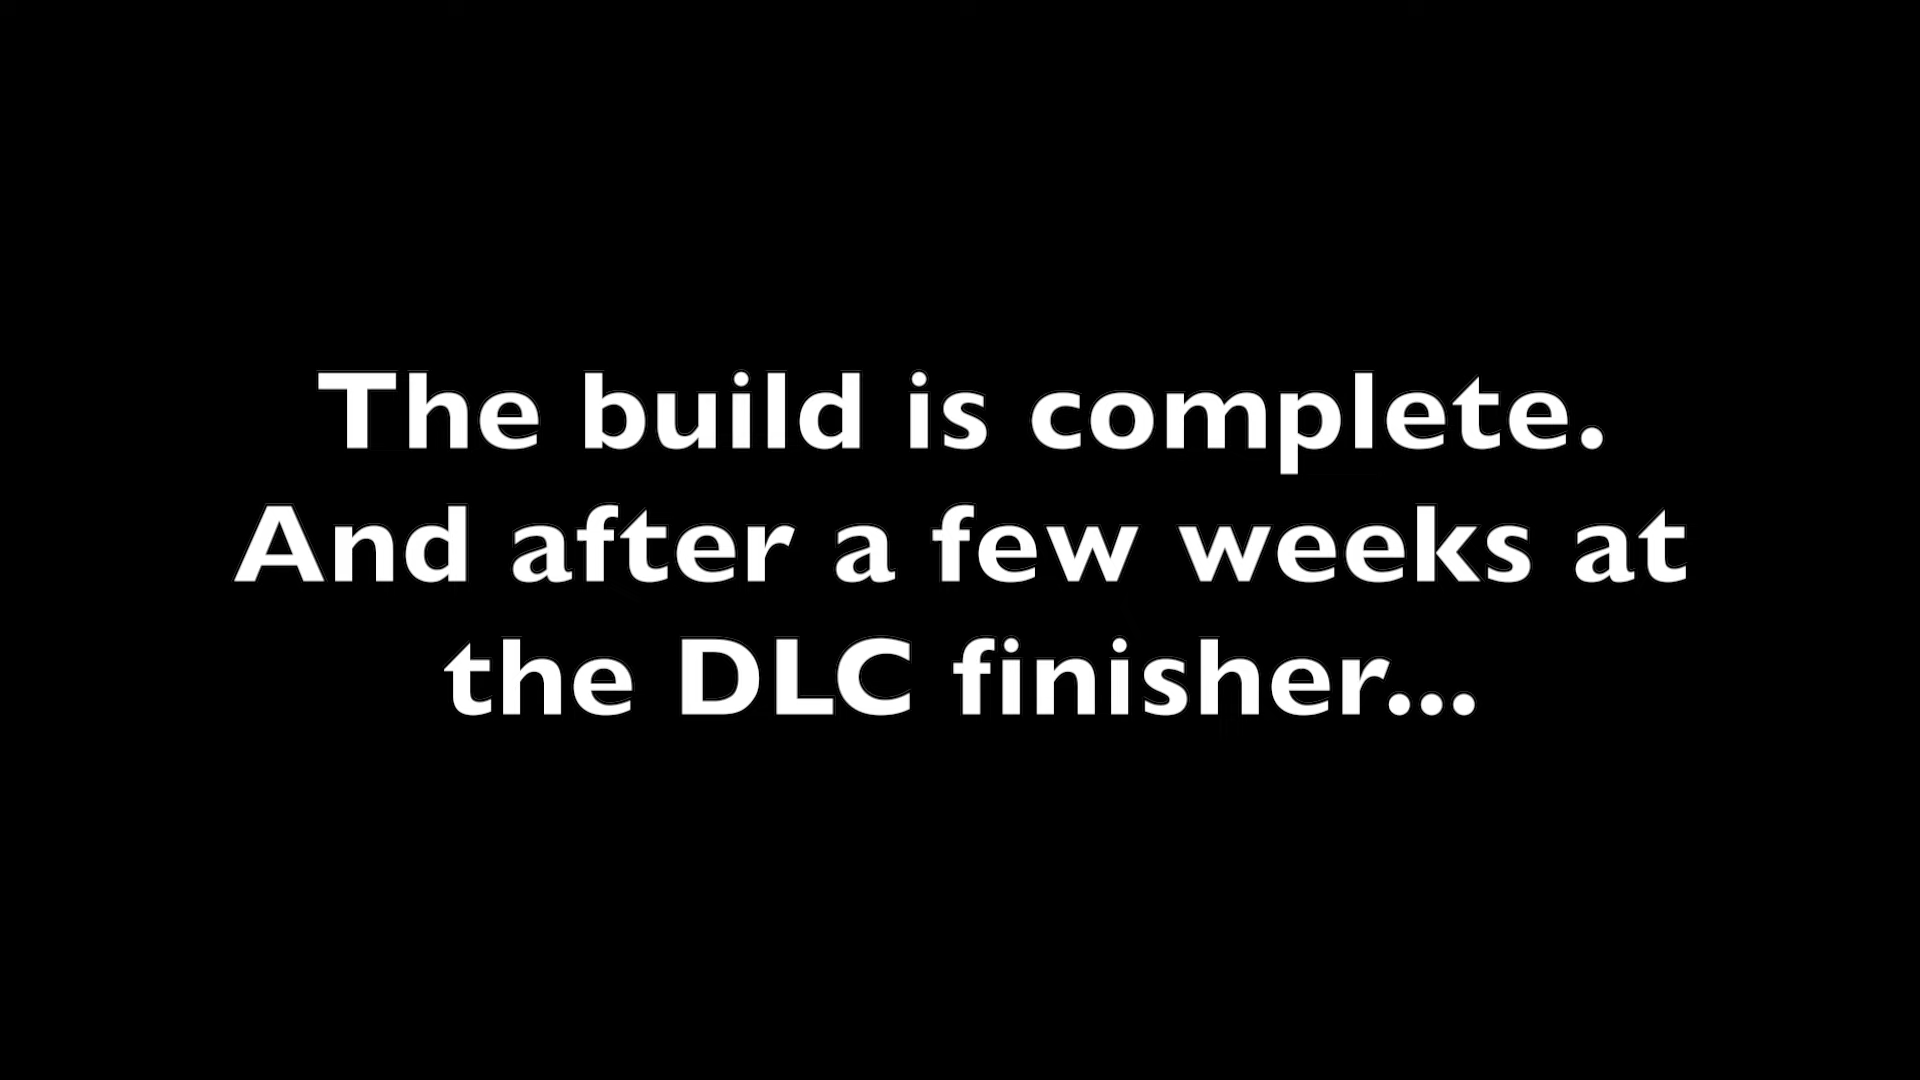 The build is complete.
And after a few weeks at
the DLC finisher...